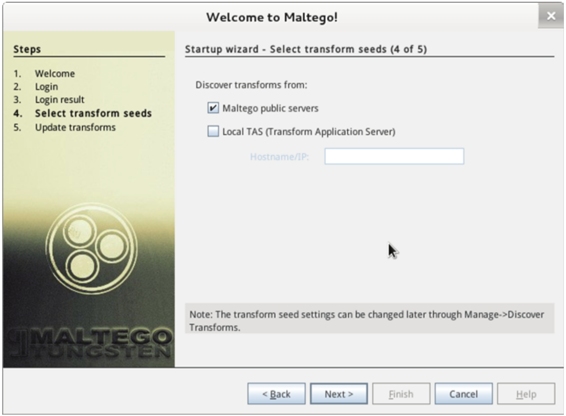 Welcome to Maltego!
Steps
1. Welcome
2. Login
3. Login result
4. Select transform seeds
5. Update transforms
Startup wizard - Select transform seeds (4 of 5)
Discover transforms from:
Maltego public servers
Local TAS (Transform Application Server)
Hostname/IP:
Note: The transform seed settings can be changed later through Manage->Discover
Transforms.
MALTEGO
TUNGSTEN
< Back
Next >
Finish
Cancel
Help